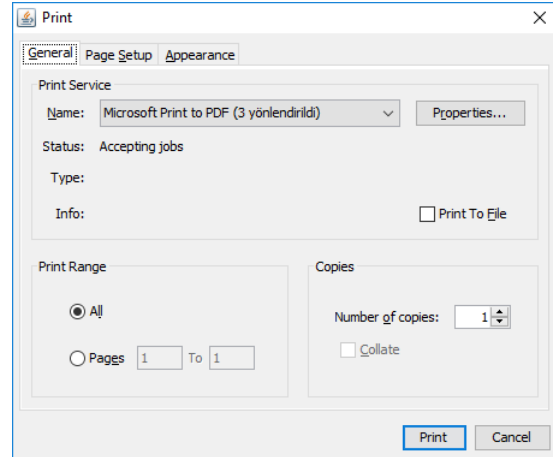 Print
General Page Setup Appearance
Print Service
Name: Microsoft Print to PDF (3 yönlendirildi) Properties...
Status: Accepting jobs
Type:
Info: Print To File
Print Range Copies
All Number of copies: 1
Pages 1 To 1 Collate
Print Cancel